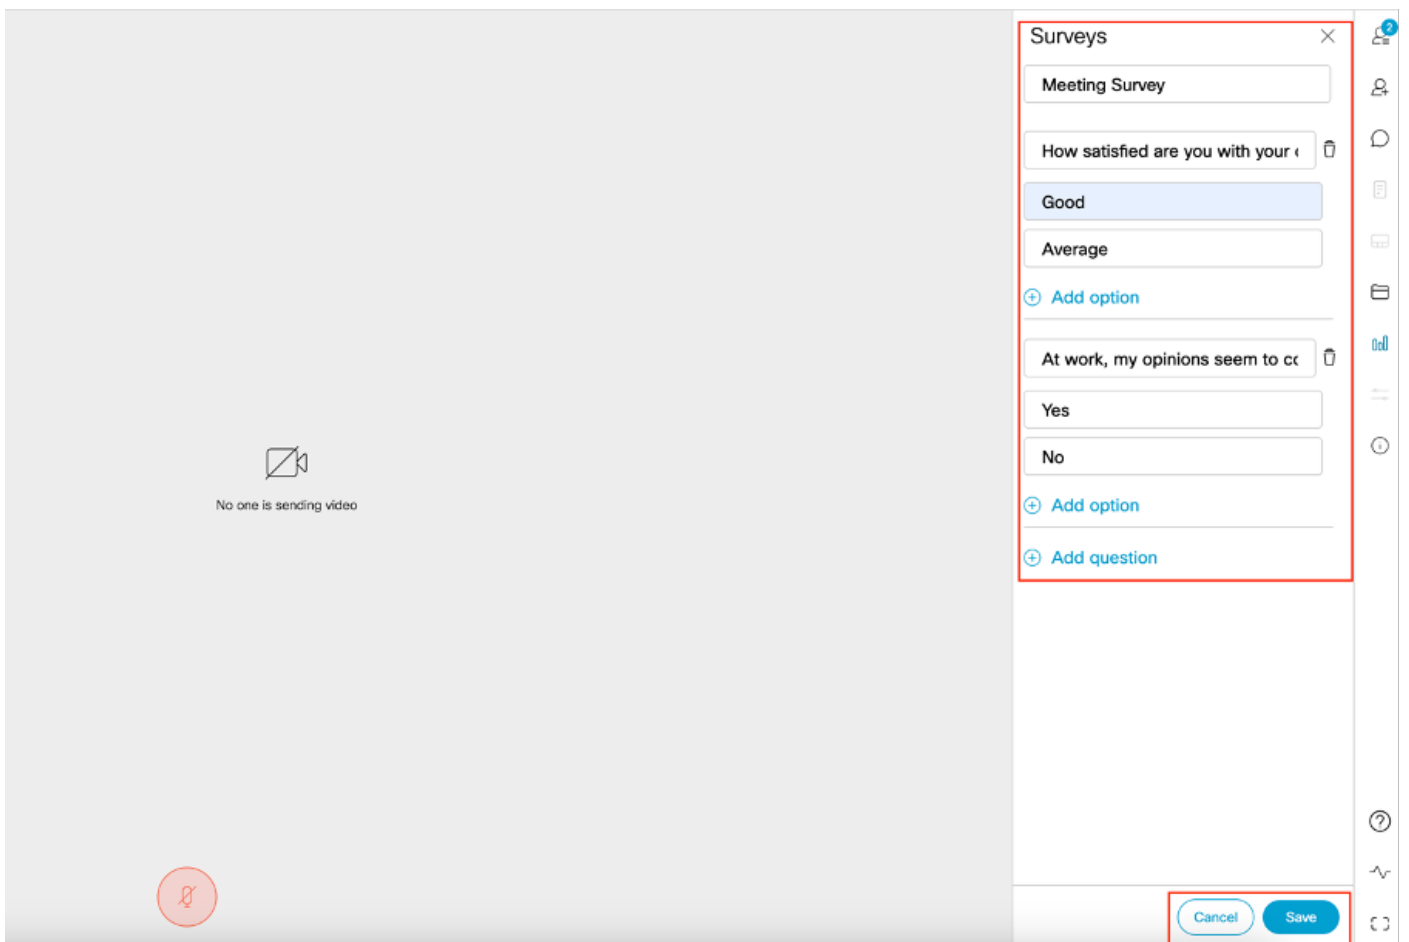 Surveys
2
Meeting Survey
How satisfied are you with your
Good
Average
Add option
At work, my opinions seem to
Yes
No
Add option
Add question
No one is sending video
Cancel
Save